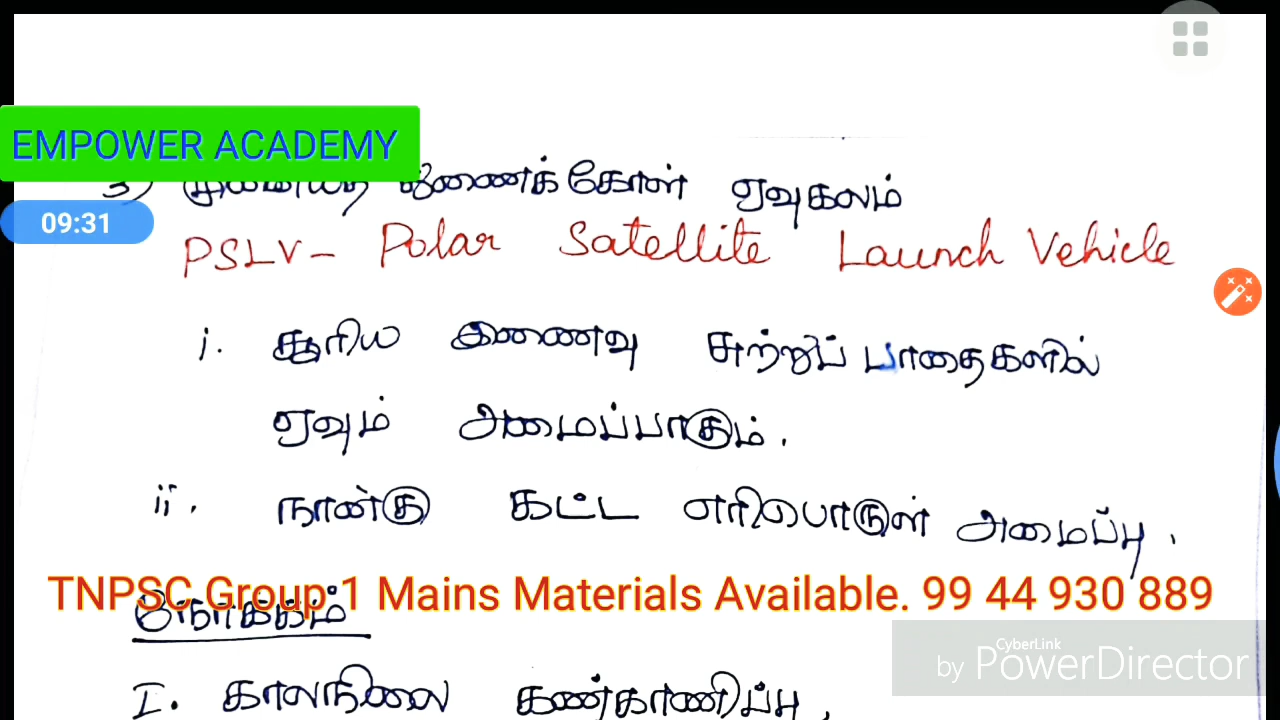 EMPOWER ACADEMY
துணைக்கோள் ஏவுகலம்
09:31
PSLV - Polar Satellite Launch Vehicle
i. சூரிய இணைவு சுற்றுப் பாதைகளில்
ஏவும் அமைப்பாகும்.
ii. நான்கு கட்ட எரிபொருள் அமைப்பு.
TNPSC Group 1 Mains Materials Available. 99 44 930 889
நோக்கம்
CyberLink
by PowerDirector
I. காலநிலை கண்காணிப்பு.